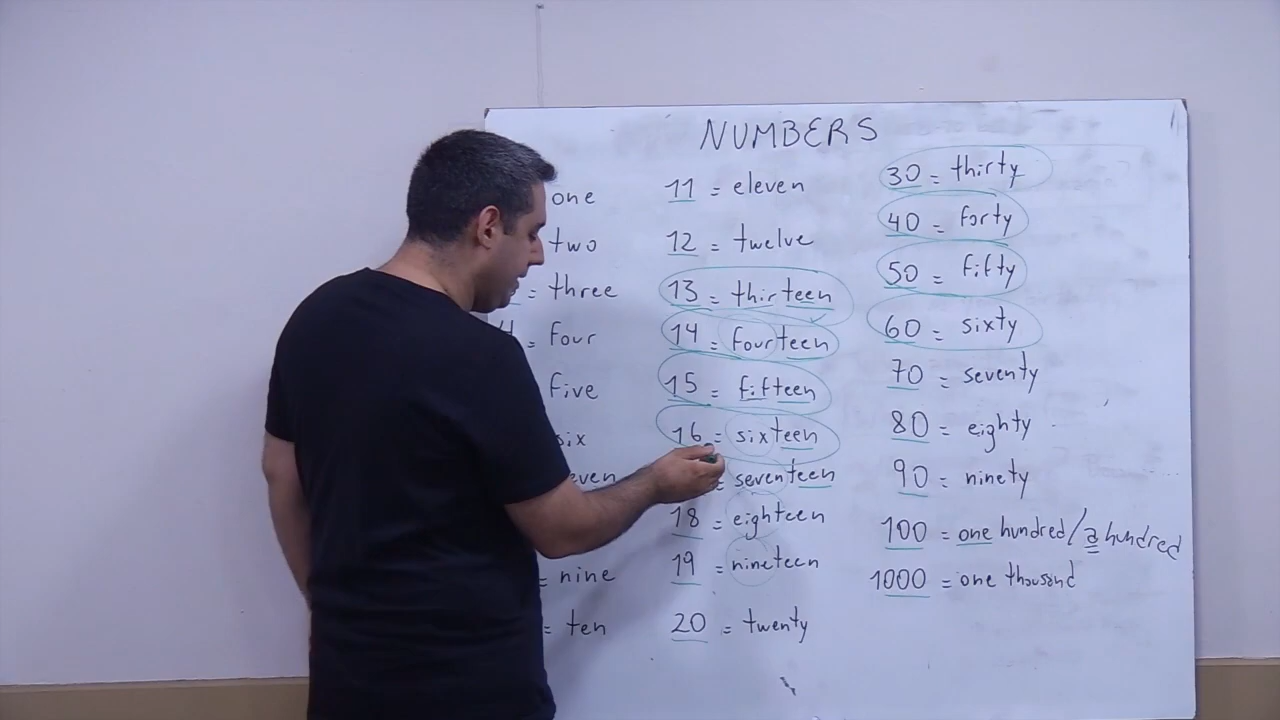 NUMBERS
one
two
= three
4 = four
five
six
even
= nine
= ten
11 = eleven
12 = twelve
13 = thirteen
14 = fourteen
15 = fifteen
16 = sixteen
= seventeen
18 = eighteen
19 = nineteen
20 = twenty
30 = thirty
40 = forty
50 = fifty
60 = sixty
70 = seventy
80 = eighty
90 = ninety
100 = one hundred / a hundred
1000 = one thousand